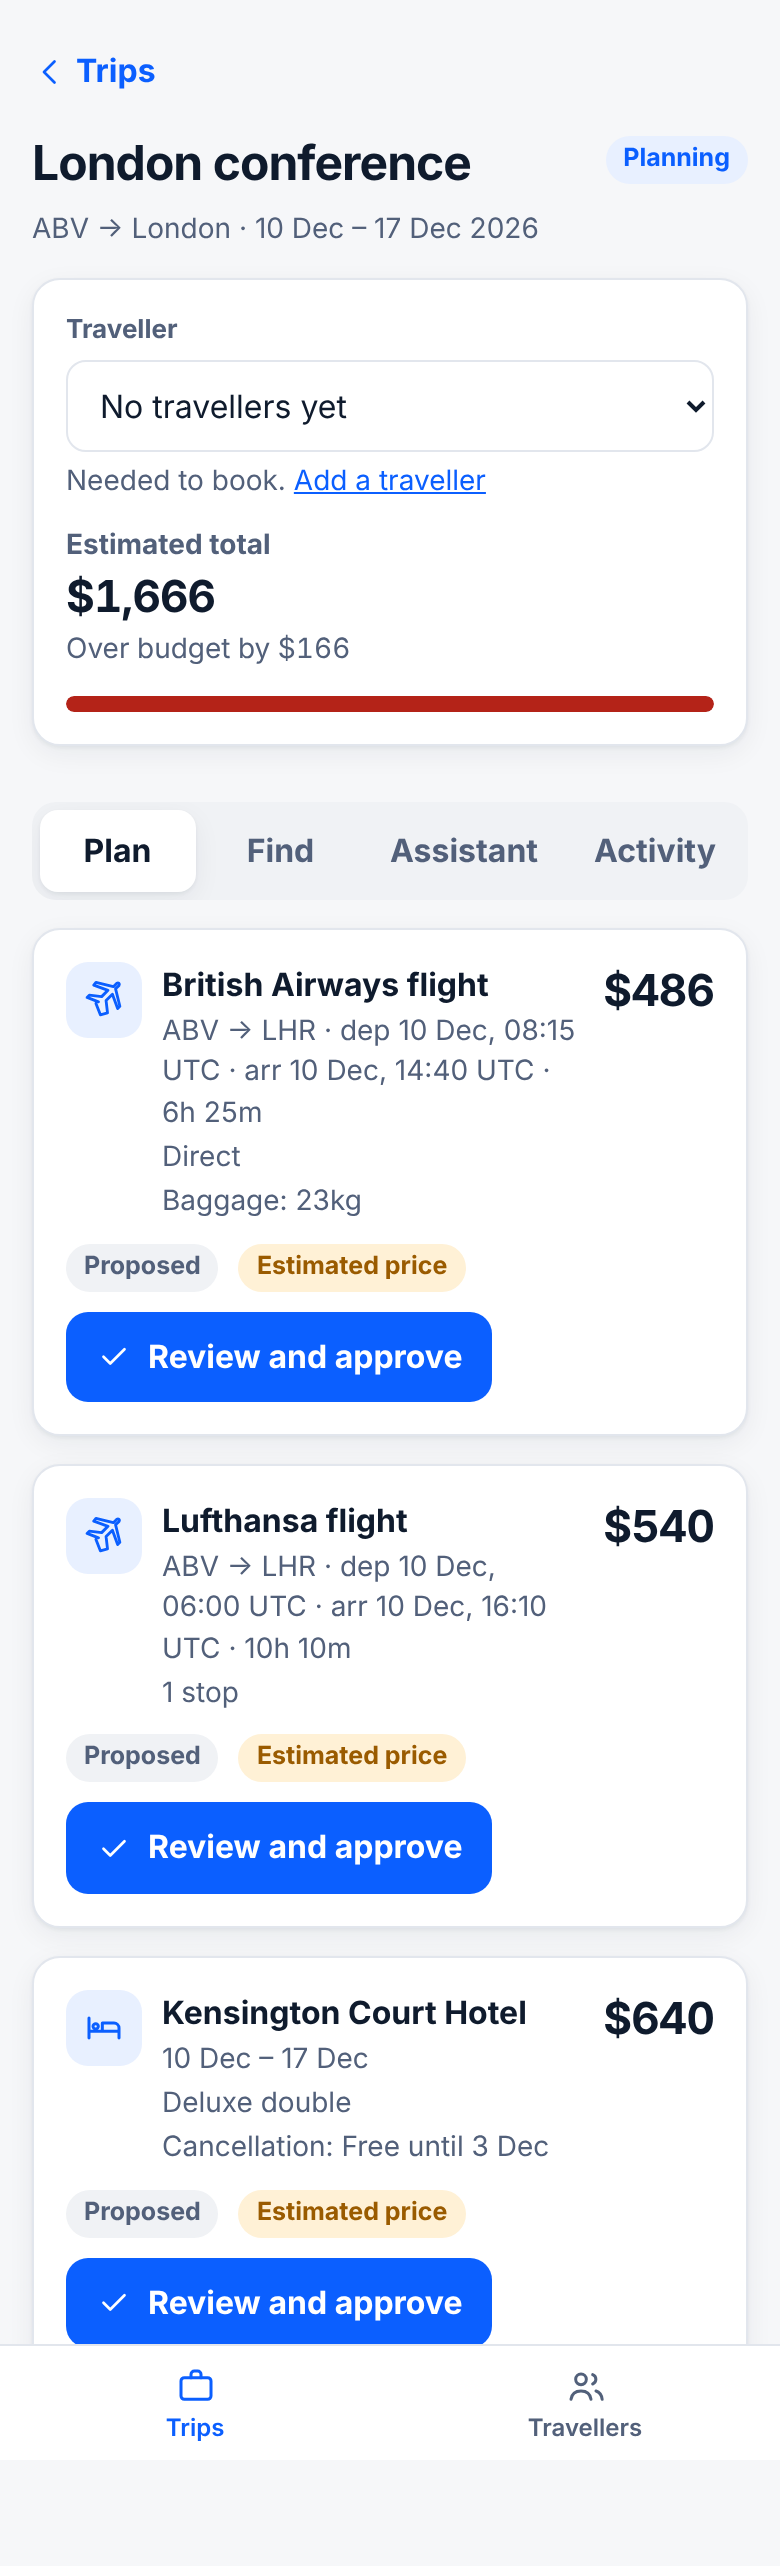 Trips
London conference
Planning
ABV → London · 10 Dec – 17 Dec 2026
Traveller
No travellers yet
Needed to book. Add a traveller
Estimated total
$1,666
Over budget by $166
Plan
Find
Assistant
Activity
British Airways flight
$486
ABV → LHR · dep 10 Dec, 08:15
UTC · arr 10 Dec, 14:40 UTC ·
6h 25m
Direct
Baggage: 23kg
Proposed
Estimated price
Review and approve
Lufthansa flight
$540
ABV → LHR · dep 10 Dec,
06:00 UTC · arr 10 Dec, 16:10
UTC · 10h 10m
1 stop
Proposed
Estimated price
Review and approve
Kensington Court Hotel
$640
10 Dec – 17 Dec
Deluxe double
Cancellation: Free until 3 Dec
Proposed
Estimated price
Review and approve
Trips
Travellers